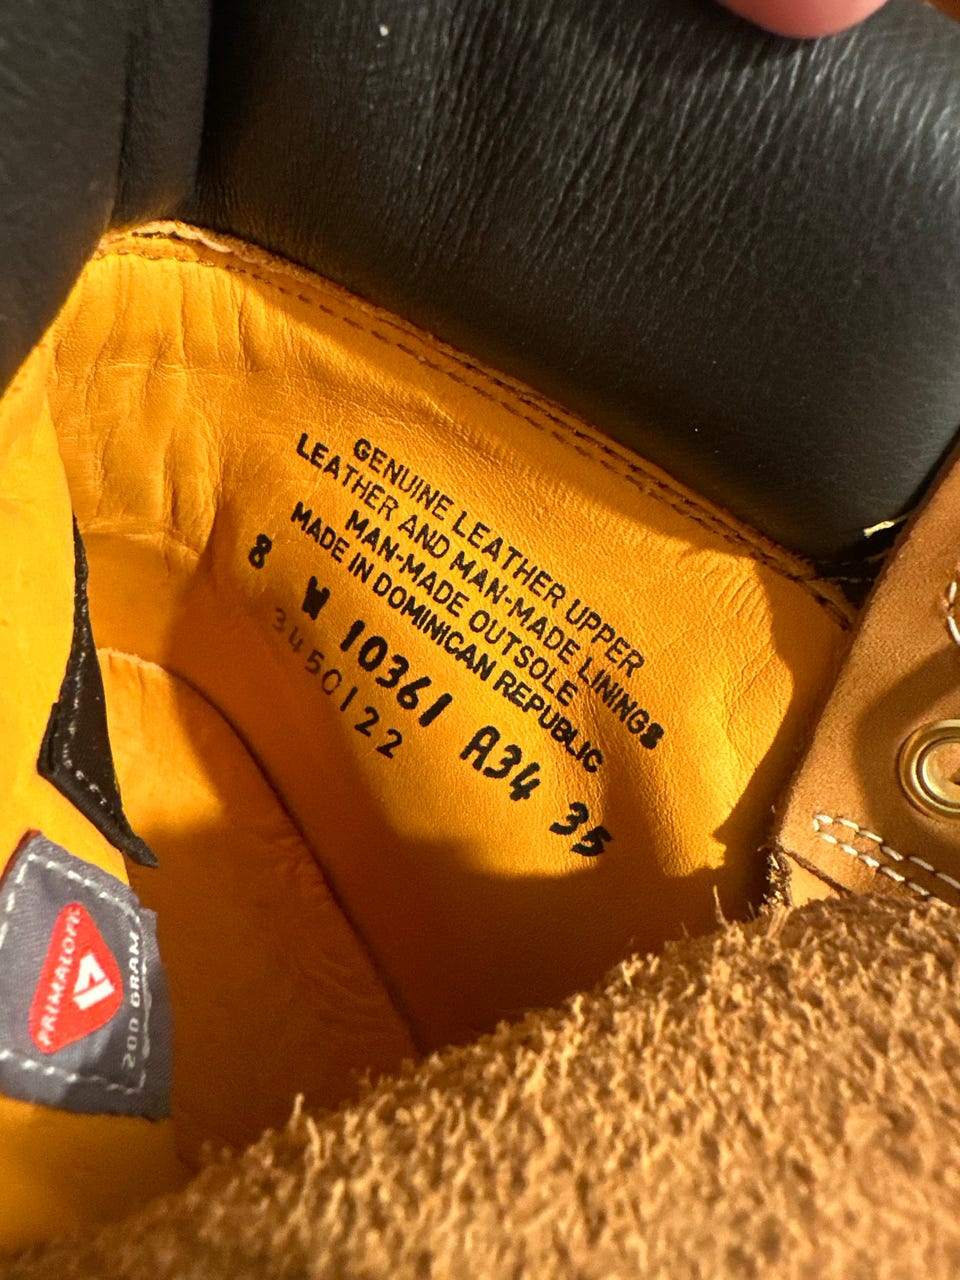 GENUINE LEATHER UPPER
LEATHER AND MAN-MADE LININGS
MAN-MADE OUTSOLE
MADE IN DOMINICAN REPUBLIC
8 W 10361 A34 35
3450122
PRIMALOFT
200 GRAM